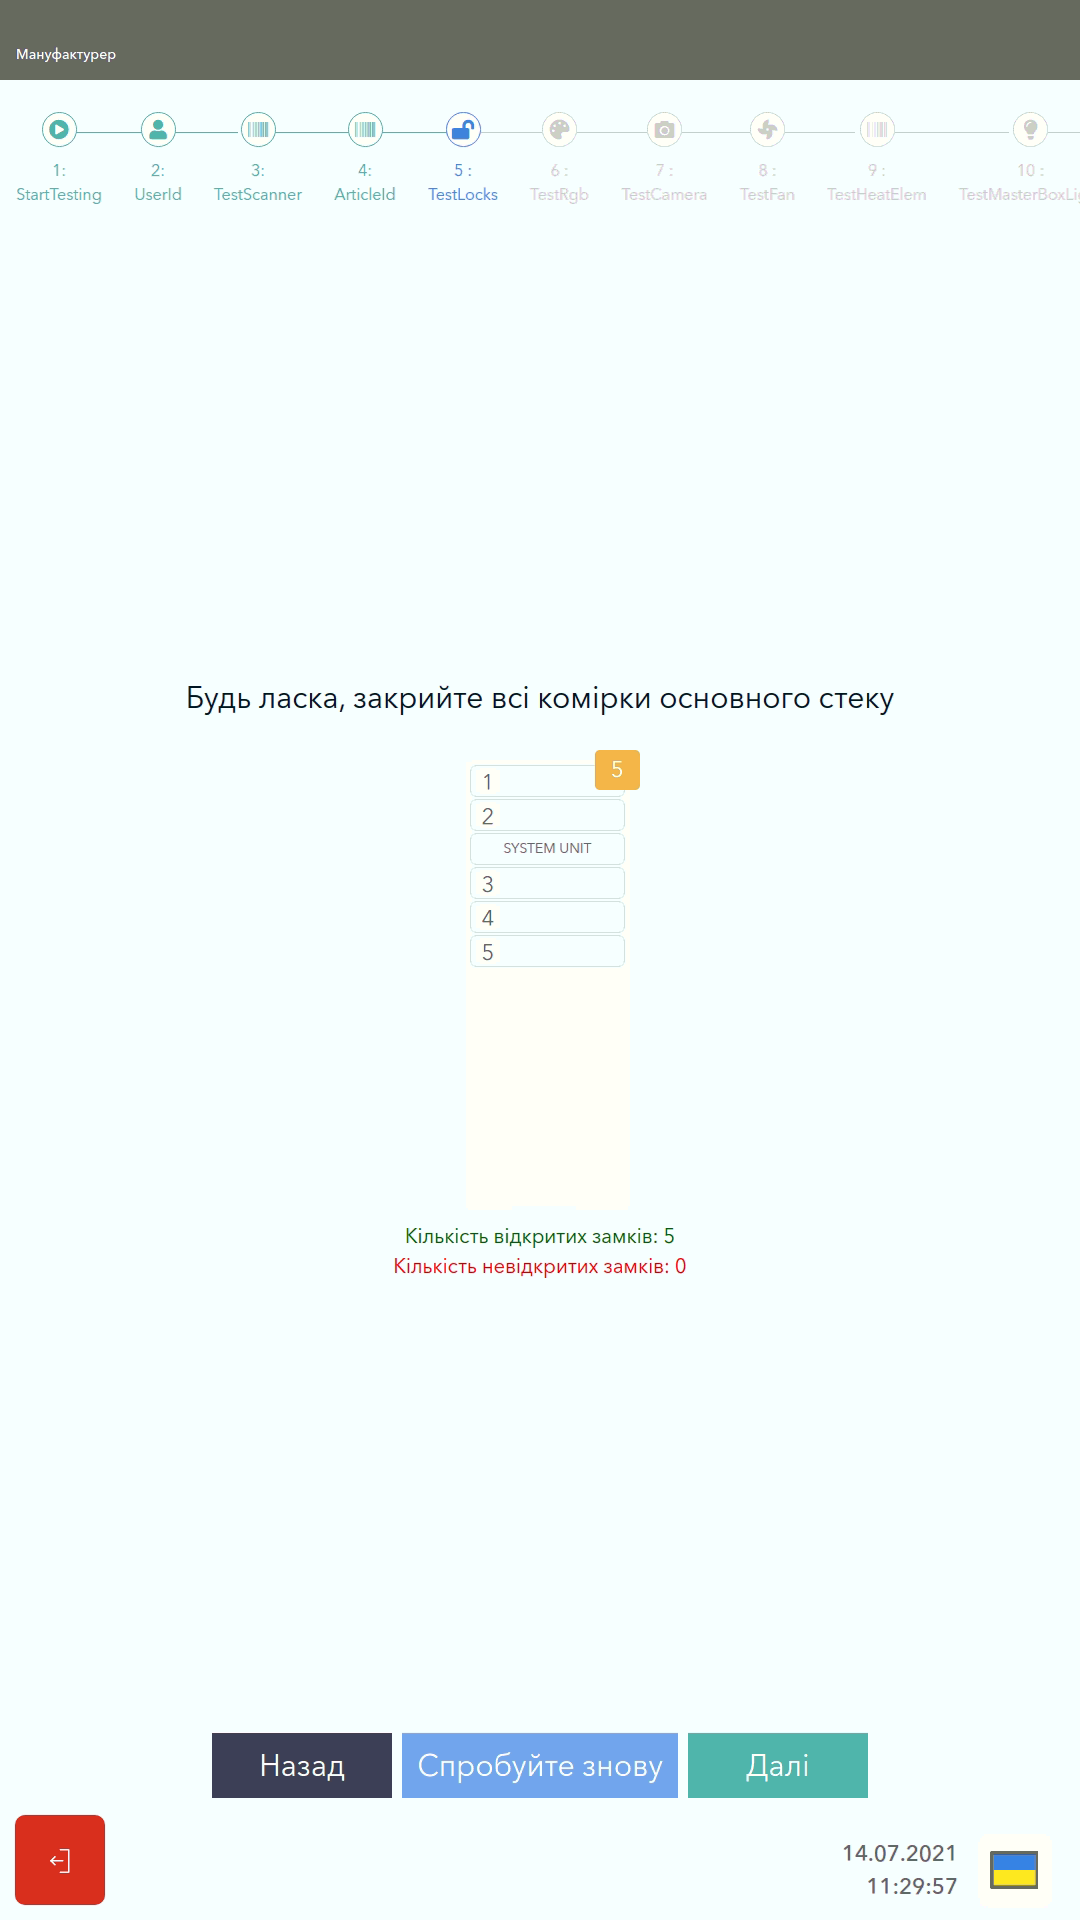 Мануфактурер
1:
StartTesting
2:
UserId
3:
TestScanner
4:
ArticleId
5 :
TestLocks
6 :
TestRgb
7 :
TestCamera
8 :
TestFan
9 :
TestHeatElem
10 :
TestMasterBoxLig
Будь ласка, закрийте всі комірки основного стеку
5
1
2
SYSTEM UNIT
3
4
5
Кількість відкритих замків: 5
Кількість невідкритих замків: 0
Назад
Спробуйте знову
Далі
14.07.2021
11:29:57